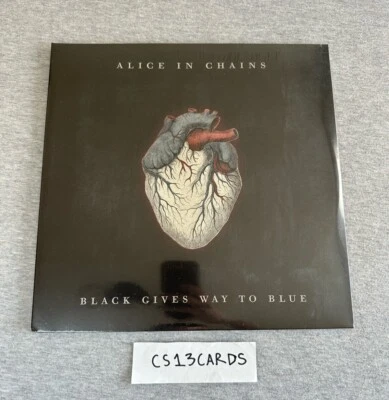 ALICE IN CHAINS
BLACK GIVES WAY TO BLUE
CS13CARDS